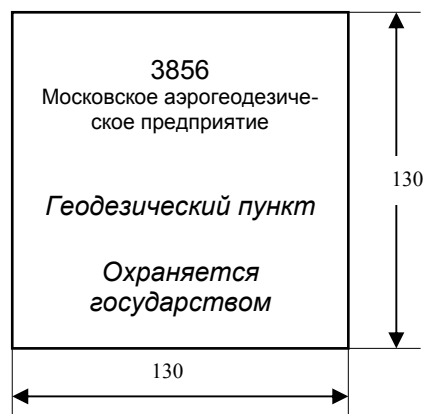 3856
Московское аэрогеодезиче-
ское предприятие
Геодезический пункт
130
Охраняется
государством
130